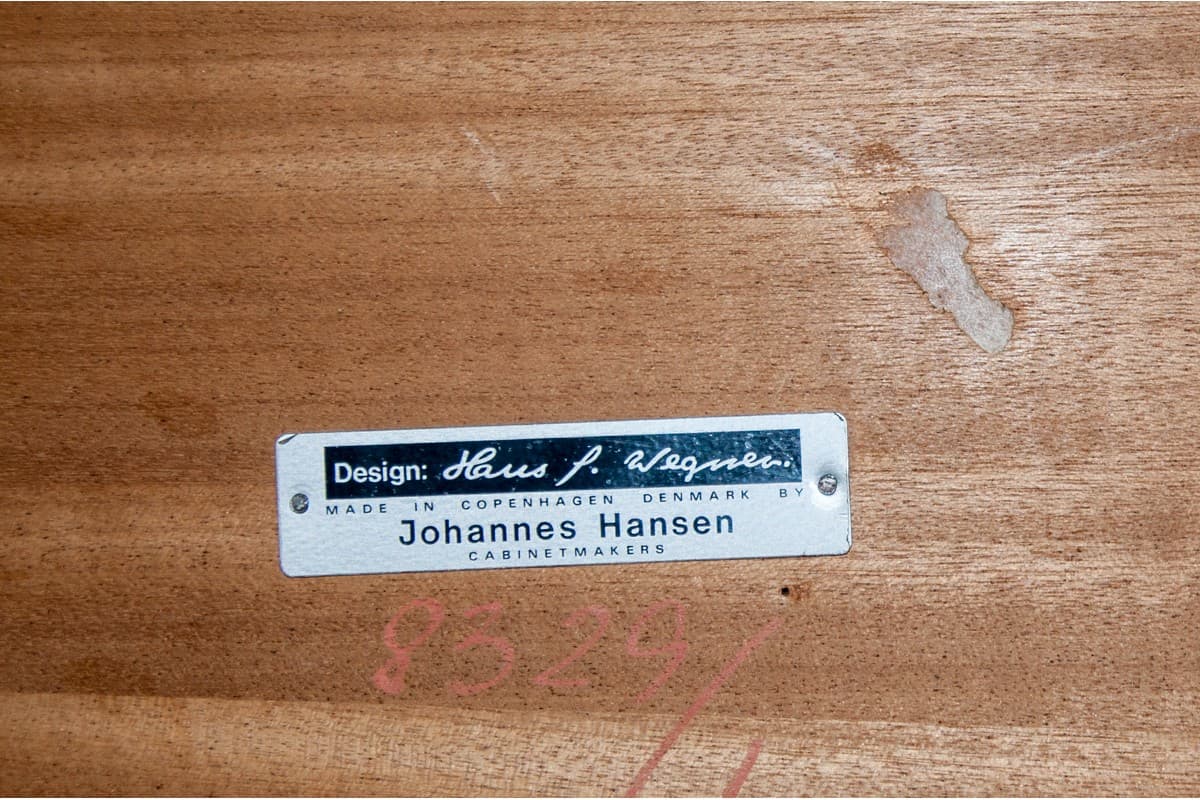 Design: Hans J. Wegner.
MADE IN COPENHAGEN DENMARK BY
Johannes Hansen
CABINETMAKERS
8329/